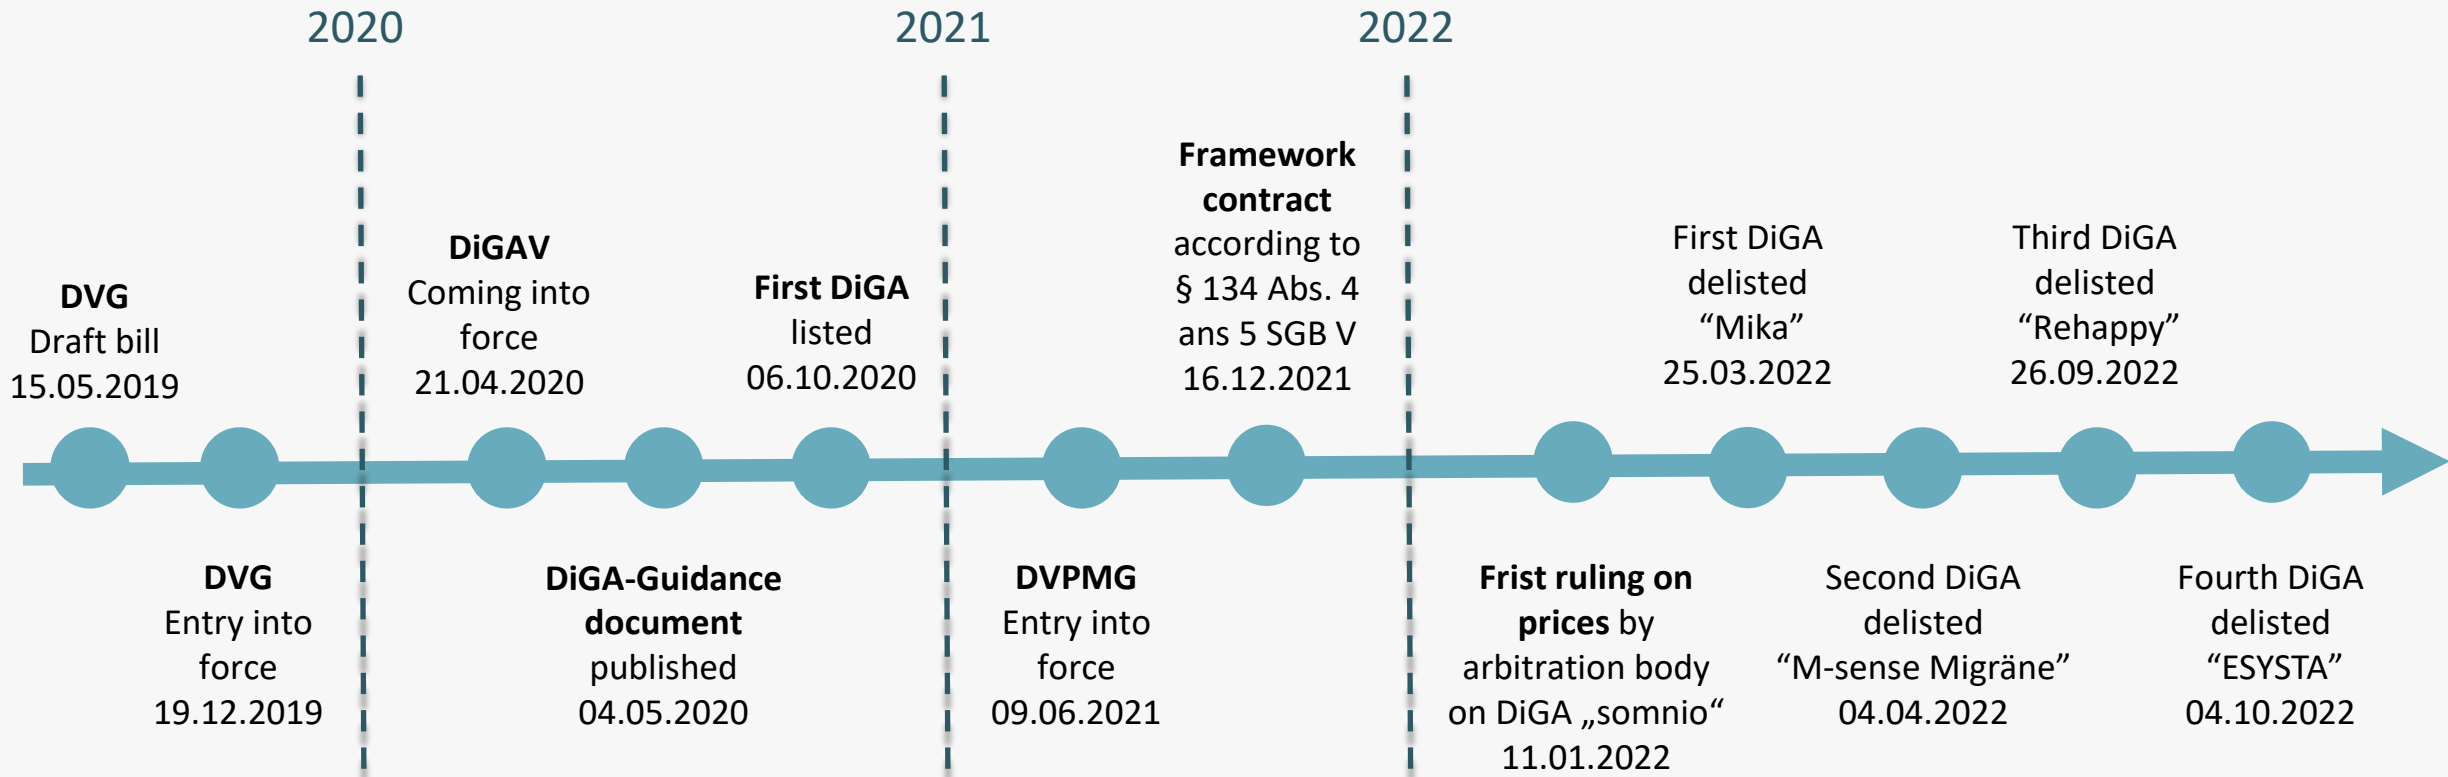 2020
2021
2022
DVG
Draft bill
15.05.2019
DVG
Entry into
force
19.12.2019
DiGAV
Coming into
force
21.04.2020
DiGA-Guidance
document
published
04.05.2020
First DiGA
listed
06.10.2020
DVPMG
Entry into
force
09.06.2021
Framework
contract
according to
§ 134 Abs. 4
ans 5 SGB V
16.12.2021
Frist ruling on
prices by
arbitration body
on DiGA „somnio“
11.01.2022
First DiGA
delisted
“Mika”
25.03.2022
Second DiGA
delisted
“M-sense Migräne”
04.04.2022
Third DiGA
delisted
“Rehappy”
26.09.2022
Fourth DiGA
delisted
“ESYSTA”
04.10.2022